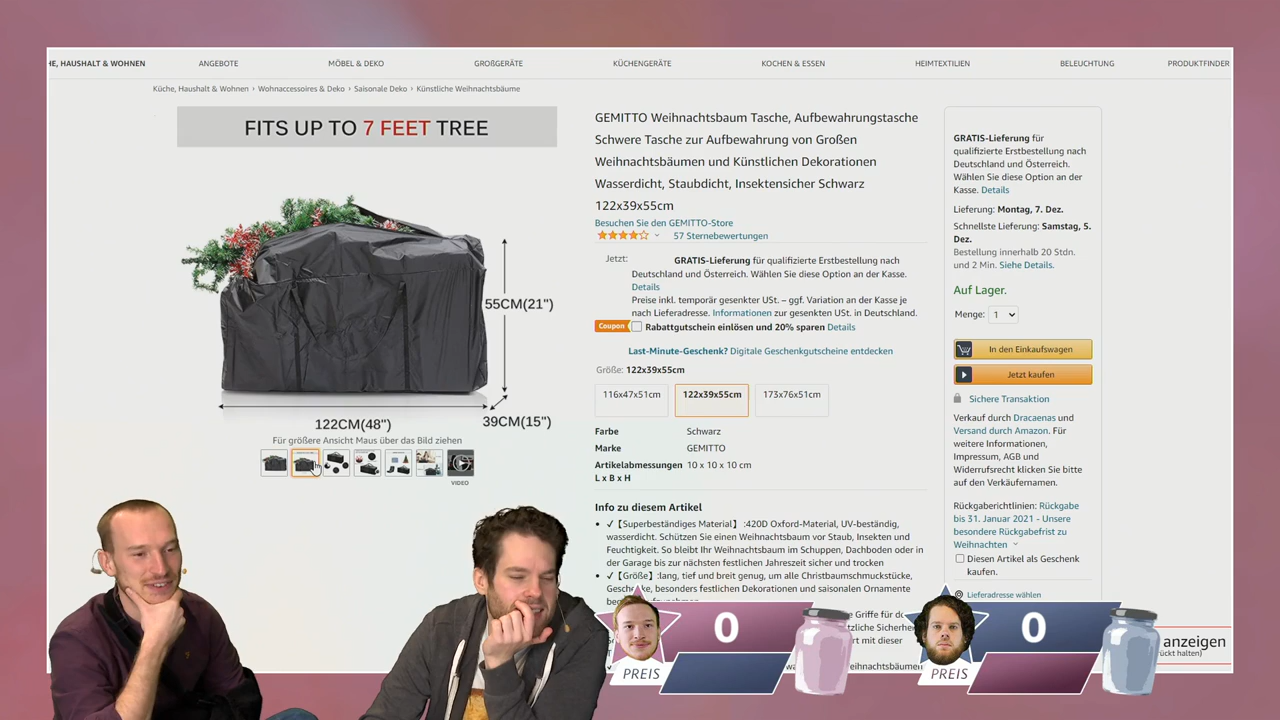 HE, HAUSHALT & WOHNEN
ANGEBOTE
MÖBEL & DEKO
GROßGERÄTE
KÜCHENGERÄTE
KOCHEN & ESSEN
HEIMTEXTILIEN
BELEUCHTUNG
PRODUKTFINDER
Küche, Haushalt & Wohnen › Wohnaccessoires & Deko › Saisonale Deko › Künstliche Weihnachtsbäume
FITS UP TO 7 FEET TREE
55CM(21")
122CM(48")
39CM(15")
Für größere Ansicht Maus über das Bild ziehen
VIDEO
GEMITTO Weihnachtsbaum Tasche, Aufbewahrungstasche
Schwere Tasche zur Aufbewahrung von Großen
Weihnachtsbäumen und Künstlichen Dekorationen
Wasserdicht, Staubdicht, Insektensicher Schwarz
122x39x55cm
Besuchen Sie den GEMITTO-Store
57 Sternebewertungen
Jetzt: GRATIS-Lieferung für qualifizierte Erstbestellung nach
Deutschland und Österreich. Wählen Sie diese Option an der Kasse.
Details
Preise inkl. temporär gesenkter USt. – ggf. Variation an der Kasse je
nach Lieferadresse. Informationen zur gesenkten USt. in Deutschland.
Coupon Rabattgutschein einlösen und 20% sparen Details
Last-Minute-Geschenk? Digitale Geschenkgutscheine entdecken
Größe: 122x39x55cm
116x47x51cm
122x39x55cm
173x76x51cm
Farbe Schwarz
Marke GEMITTO
Artikelabmessungen 10 x 10 x 10 cm
L x B x H
Info zu diesem Artikel
• ✓【Superbeständiges Material】 :420D Oxford-Material, UV-beständig,
wasserdicht. Schützen Sie einen Weihnachtsbaum vor Staub, Insekten und
Feuchtigkeit. So bleibt Ihr Weihnachtsbaum im Schuppen, Dachboden oder in
der Garage bis zur nächsten festlichen Jahreszeit sicher und trocken
• ✓【Größe】 :lang, tief und breit genug, um alle Christbaumschmuckstücke,
Geschenke, besonders festlichen Dekorationen und saisonalen Ornamente
GRATIS-Lieferung für
qualifizierte Erstbestellung nach
Deutschland und Österreich.
Wählen Sie diese Option an der
Kasse. Details
Lieferung: Montag, 7. Dez.
Schnellste Lieferung: Samstag, 5.
Dez.
Bestellung innerhalb 20 Stdn.
und 2 Min. Siehe Details.
Auf Lager.
Menge: 1
In den Einkaufswagen
Jetzt kaufen
Sichere Transaktion
Verkauf durch Dracaenas und
Versand durch Amazon. Für
weitere Informationen,
Impressum, AGB und
Widerrufsrecht klicken Sie bitte
auf den Verkäufernamen.
Rückgaberichtlinien: Rückgabe
bis 31. Januar 2021 - Unsere
besondere Rückgabefrist zu
Weihnachten
Diesen Artikel als Geschenk
kaufen.
Lieferadresse wählen
0
PREIS
0
PREIS
anzeigen
rückt halten)